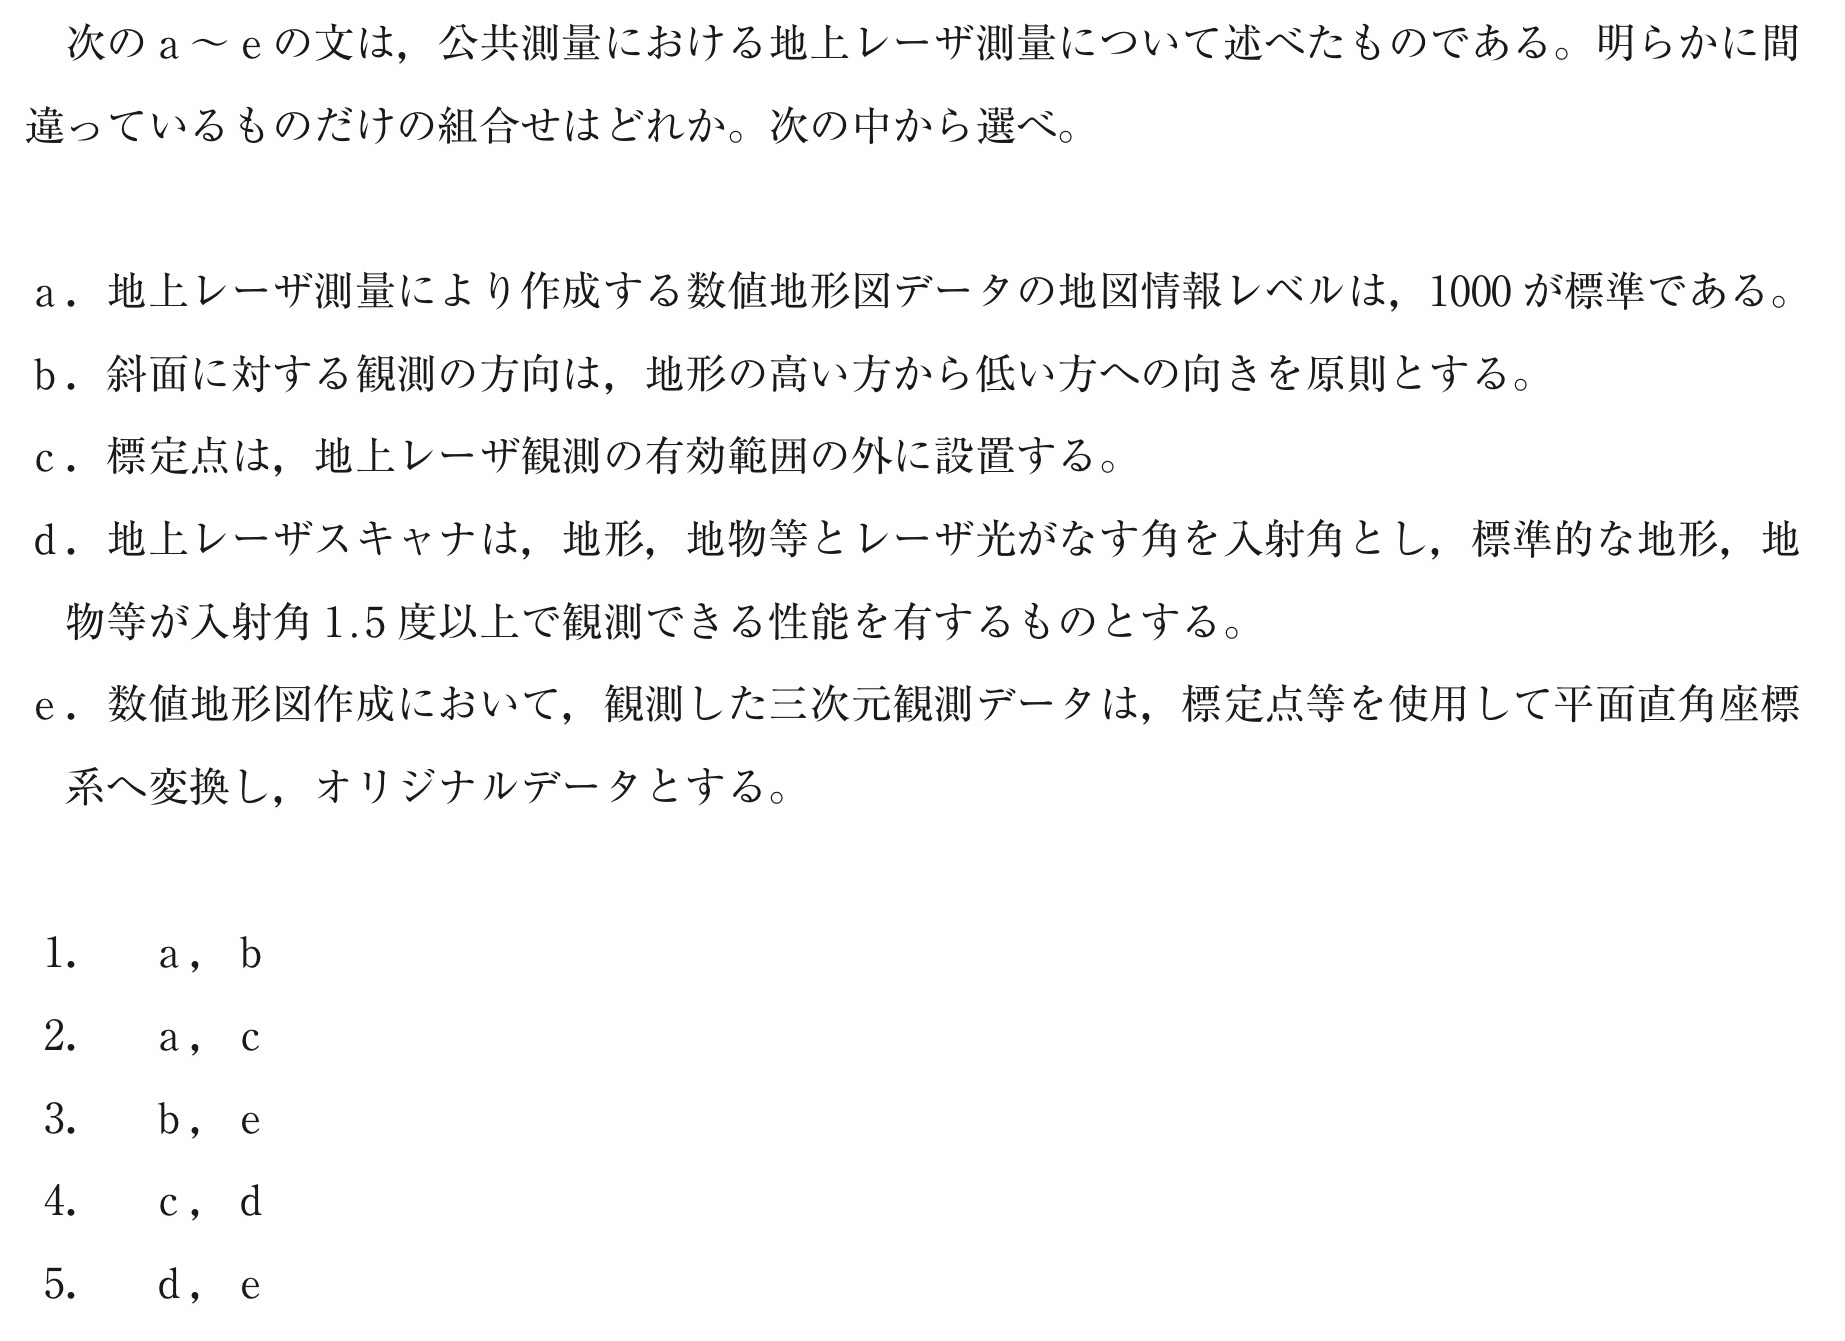 次の a ～ e の文は，公共測量における地上レーザ測量について述べたものである。明らかに間
違っているものだけの組合せはどれか。次の中から選べ。
a．地上レーザ測量により作成する数値地形図データの地図情報レベルは，1000 が標準である。
b．斜面に対する観測の方向は，地形の高い方から低い方への向きを原則とする。
c．標定点は，地上レーザ観測の有効範囲の外に設置する。
d．地上レーザスキャナは，地形，地物等とレーザ光がなす角を入射角とし，標準的な地形，地
物等が入射角 1.5 度以上で観測できる性能を有するものとする。
e．数値地形図作成において，観測した三次元観測データは，標定点等を使用して平面直角座標
系へ変換し，オリジナルデータとする。
1． a， b
2． a， c
3． b， e
4． c， d
5． d， e